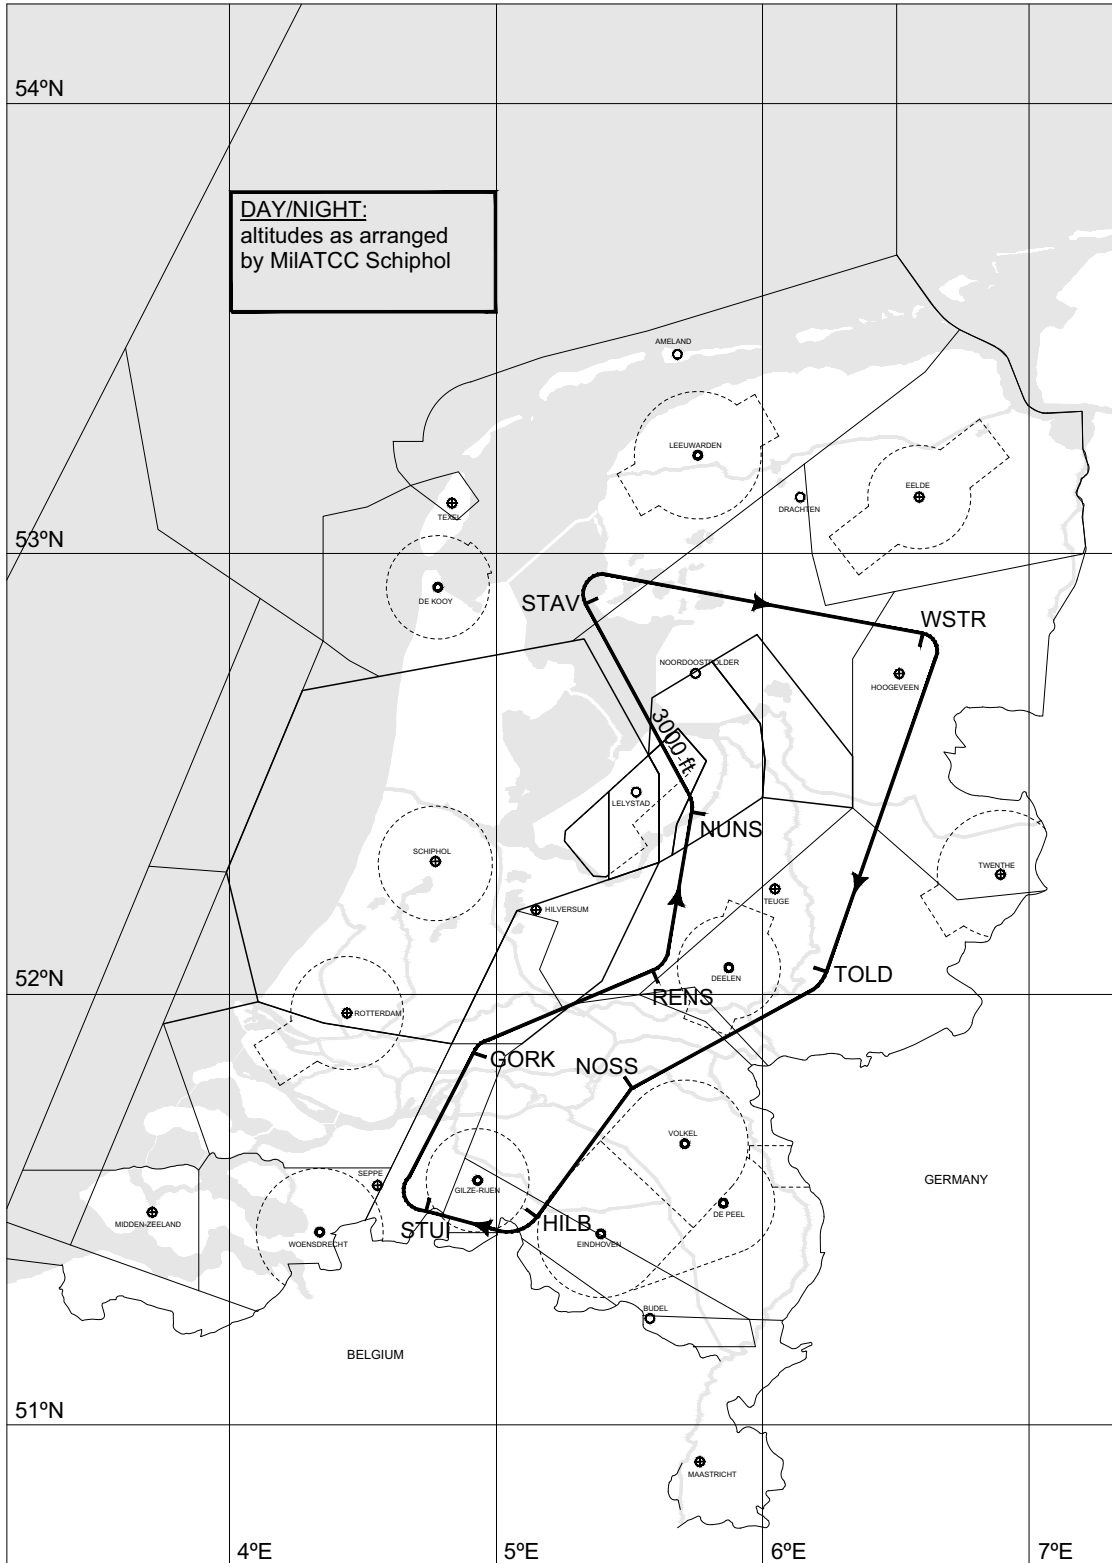 54ºN
DAY/NIGHT:
altitudes as arranged
by MilATCC Schiphol
AMELAND
LEEUWARDEN
EELDE
DRACHTEN
TEXEL
53ºN
DE KOOY
STAV
WSTR
NOORDOOSTPOLDER
HOOGEVEEN
3000 ft.
LELYSTAD
NUNS
SCHIPHOL
TWENTHE
TEUGE
HILVERSUM
52ºN
DEELEN
TOLD
RENS
ROTTERDAM
GORK
NOSS
VOLKEL
GERMANY
SEPPE
GILZE-RIJEN
DE PEEL
MIDDEN-ZEELAND
STUI
HILB
WOENSDRECHT
EINDHOVEN
BUDEL
BELGIUM
51ºN
MAASTRICHT
4ºE
5ºE
6ºE
7ºE